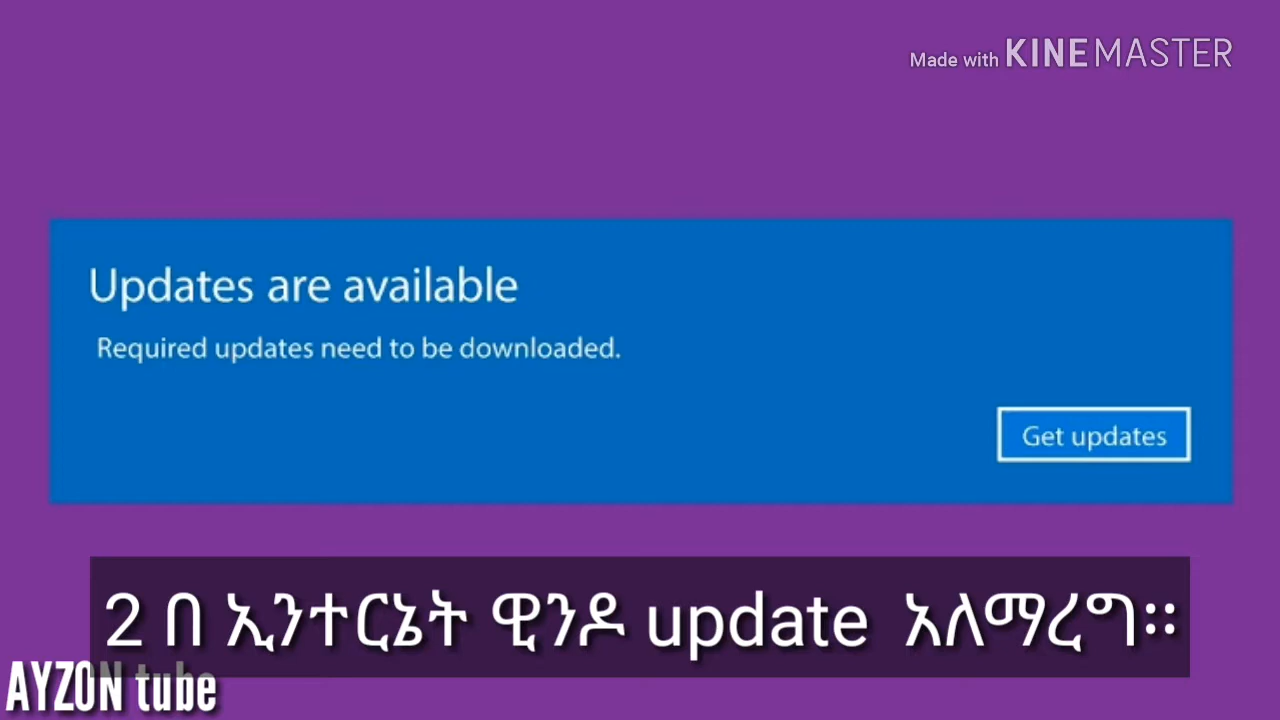 Made with KINEMASTER
Updates are available
Required updates need to be downloaded.
Get updates
2 በ ኢንተርኔት ዊንዶ update አለማረግ።
AYZON tube